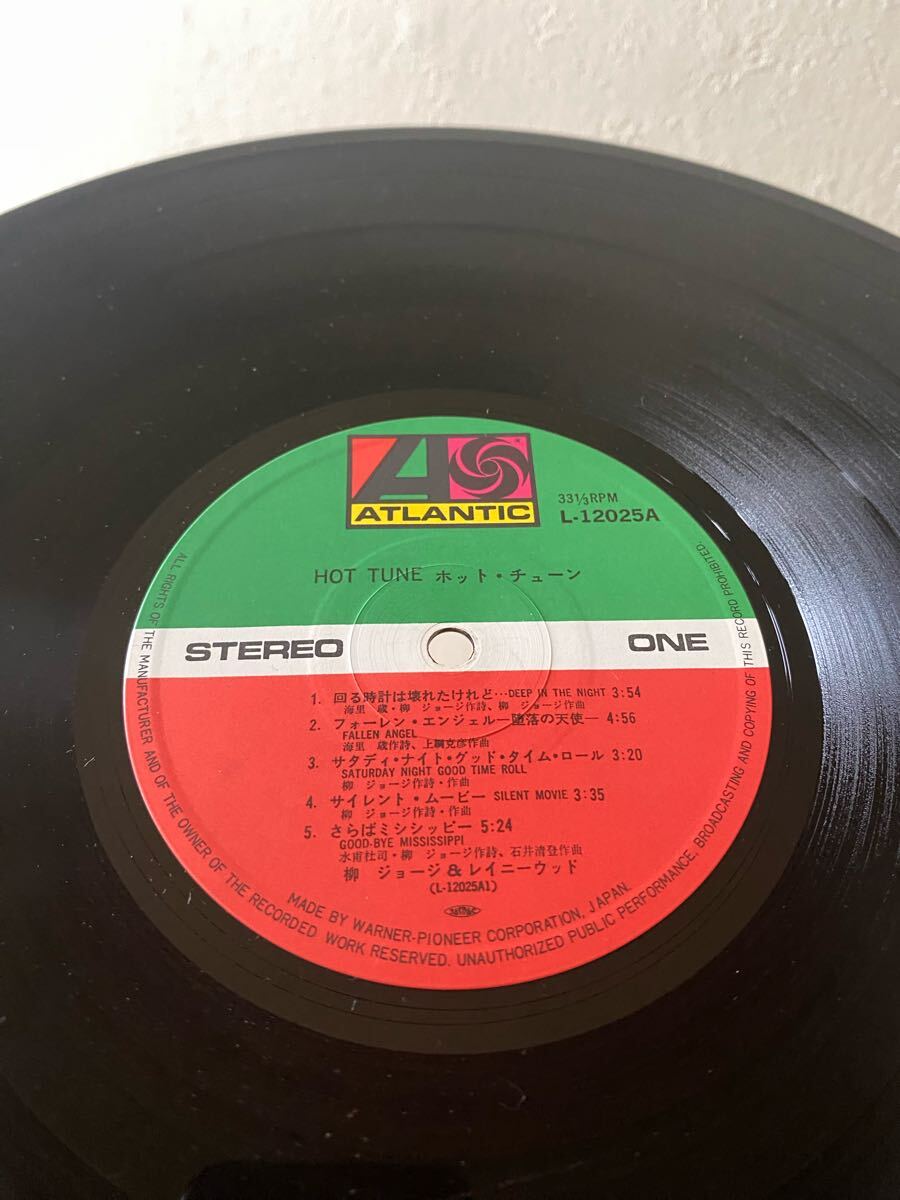 ATLANTIC
33 1/3 RPM
L-12025A
HOT TUNE ホット・チューン
STEREO
ONE
1. 回る時計は壊れたけれど…DEEP IN THE NIGHT 3:54
海里 蔵・柳 ジョージ作詩、柳 ジョージ作曲
2. フォーレン・エンジェル—堕落の天使— 4:56
FALLEN ANGEL
海里 蔵作詩、上綱克彦作曲
3. サタディ・ナイト・グッド・タイム・ロール 3:20
SATURDAY NIGHT GOOD TIME ROLL
柳 ジョージ作詩・作曲
4. サイレント・ムービー SILENT MOVIE 3:35
柳 ジョージ作詩・作曲
5. さらばミシシッピー 5:24
GOOD-BYE MISSISSIPPI
水甫杜司・柳 ジョージ作詩、石井清登作曲
柳 ジョージ&レイニーウッド
(L-12025A1)
MADE BY WARNER-PIONEER CORPORATION, JAPAN.
ALL RIGHTS OF THE MANUFACTURER AND OF THE OWNER OF THE RECORDED WORK RESERVED. UNAUTHORIZED PUBLIC PERFORMANCE, BROADCASTING AND COPYING OF THIS RECORD PROHIBITED.